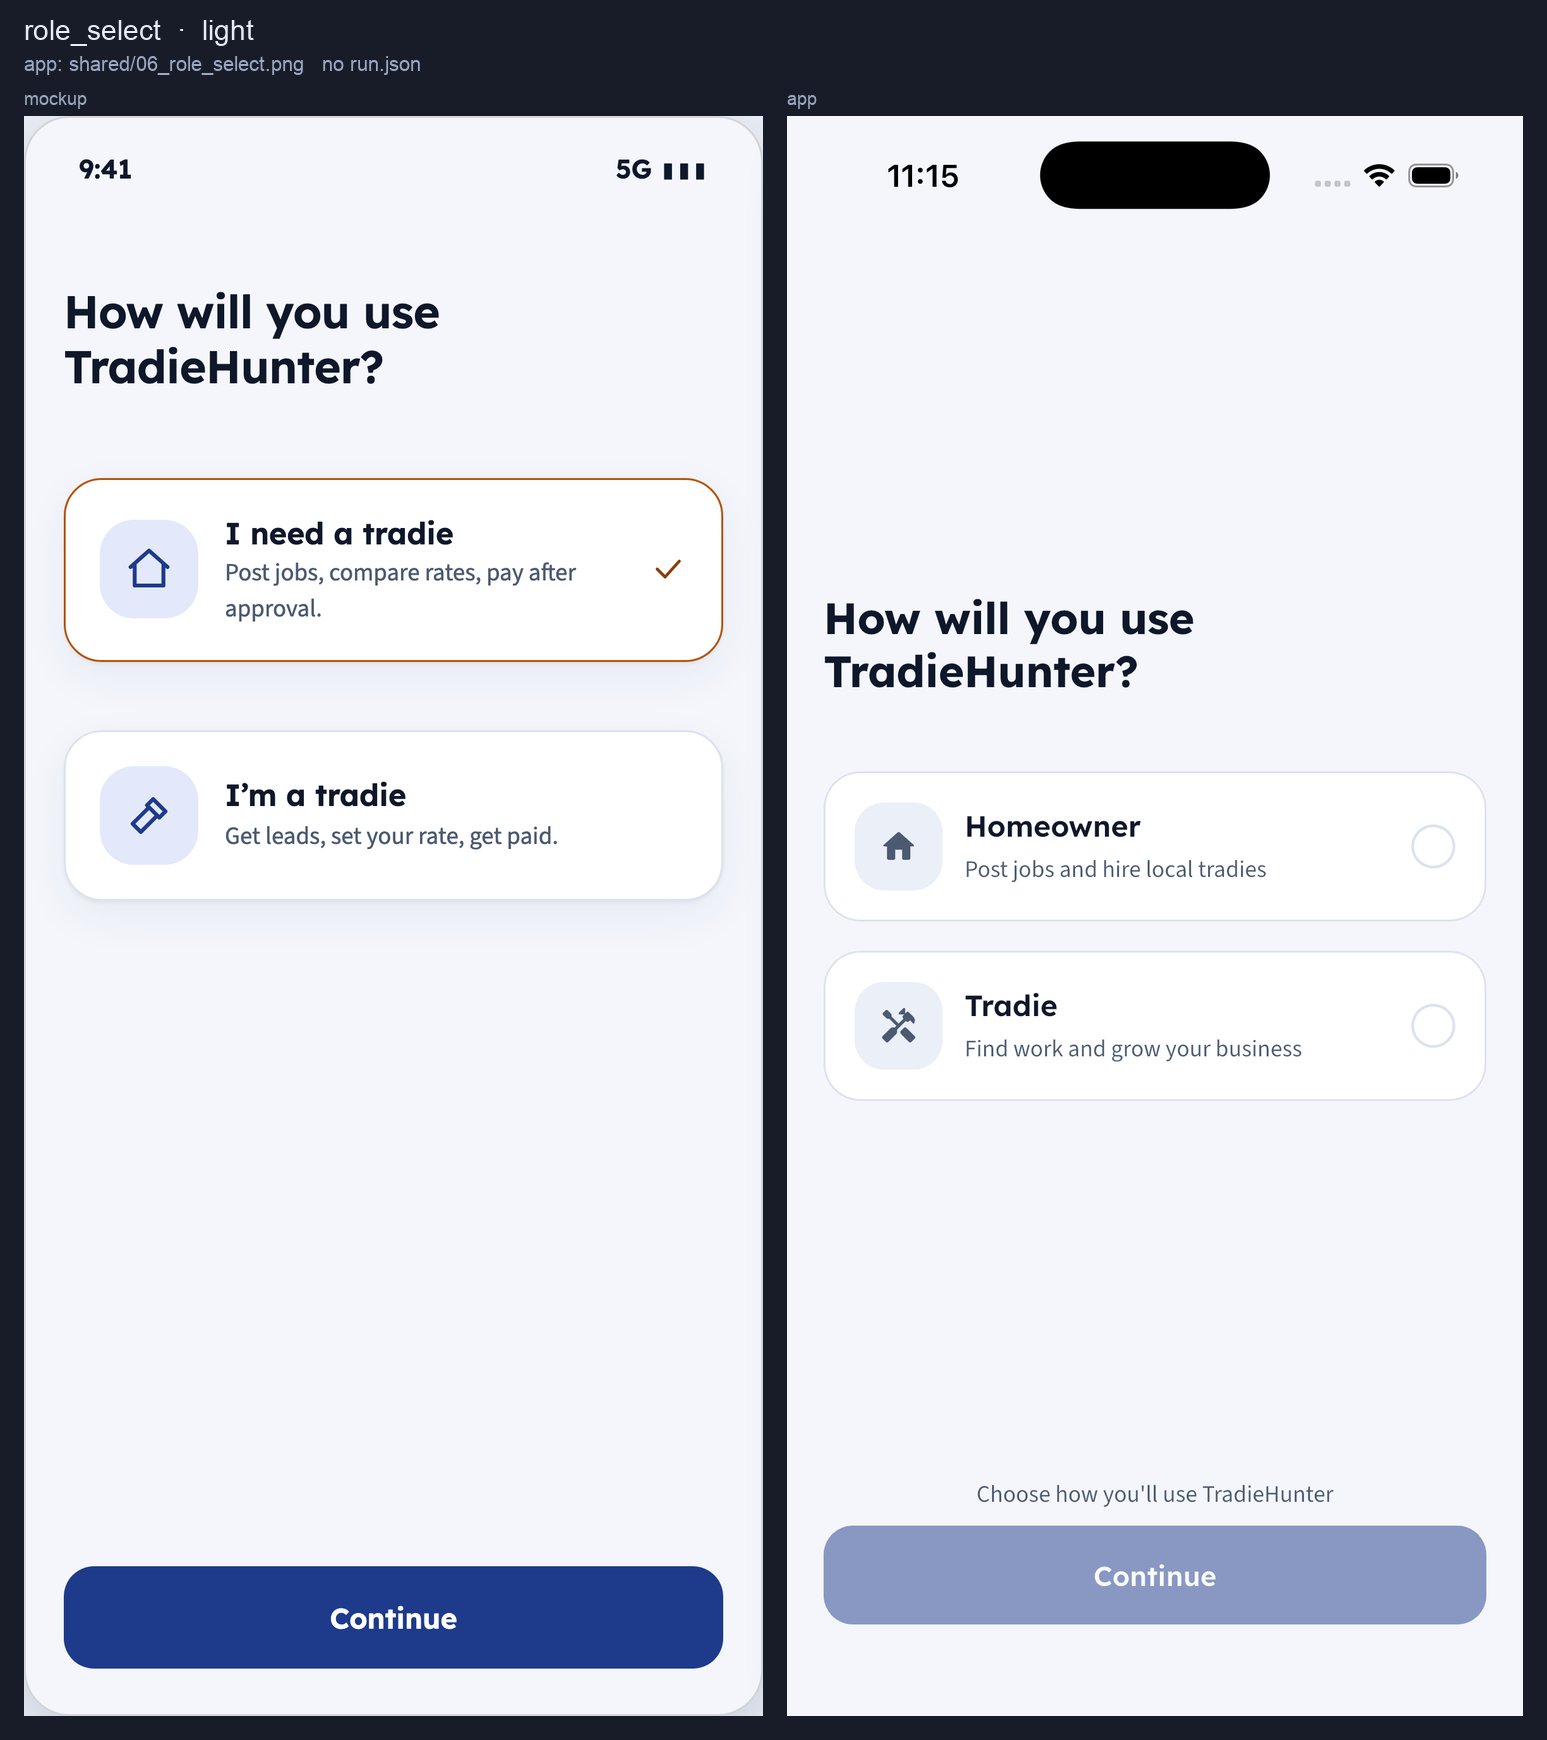 role_select · light
app: shared/06_role_select.png no run.json
mockup
9:41
5G
How will you use
TradieHunter?
I need a tradie
Post jobs, compare rates, pay after
approval.
I’m a tradie
Get leads, set your rate, get paid.
Continue
app
11:15
How will you use
TradieHunter?
Homeowner
Post jobs and hire local tradies
Tradie
Find work and grow your business
Choose how you'll use TradieHunter
Continue